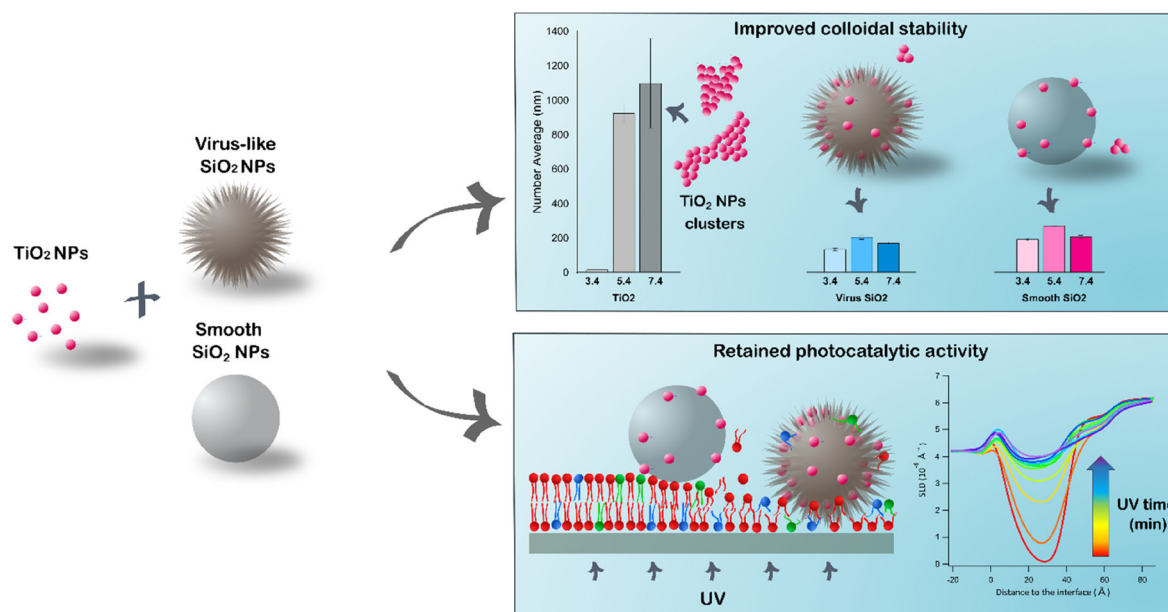 Virus-like
SiO₂ NPs
TiO₂ NPs
Smooth
SiO₂ NPs
Improved colloidal stability
Number Average (nm)
1400
1200
1000
800
600
400
200
0
3.4 5.4 7.4
TiO2
TiO₂ NPs
clusters
3.4 5.4 7.4
Virus SiO2
3.4 5.4 7.4
Smooth SiO2
Retained photocatalytic activity
UV
SLD (10⁻⁶ Å⁻²)
7
6
5
4
3
2
1
0
-20 0 20 40 60 80
Distance to the interface (Å)
UV time
(min)